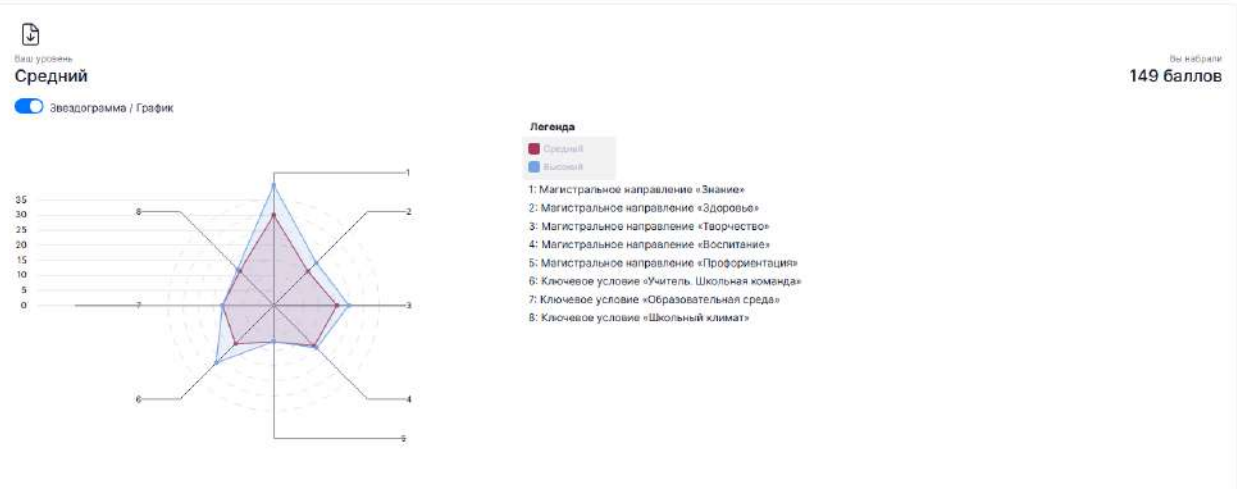 Ваш уровень
Средний
Вы набрали
149 баллов
Звездограмма / График
Легенда
Средний
Высокий
1: Магистральное направление «Знание»
2: Магистральное направление «Здоровье»
3: Магистральное направление «Творчество»
4: Магистральное направление «Воспитание»
5: Магистральное направление «Профориентация»
6: Ключевое условие «Учитель. Школьная команда»
7: Ключевое условие «Образовательная среда»
8: Ключевое условие «Школьный климат»
35
30
25
20
15
10
5
0
1
2
3
4
5
6
7
8